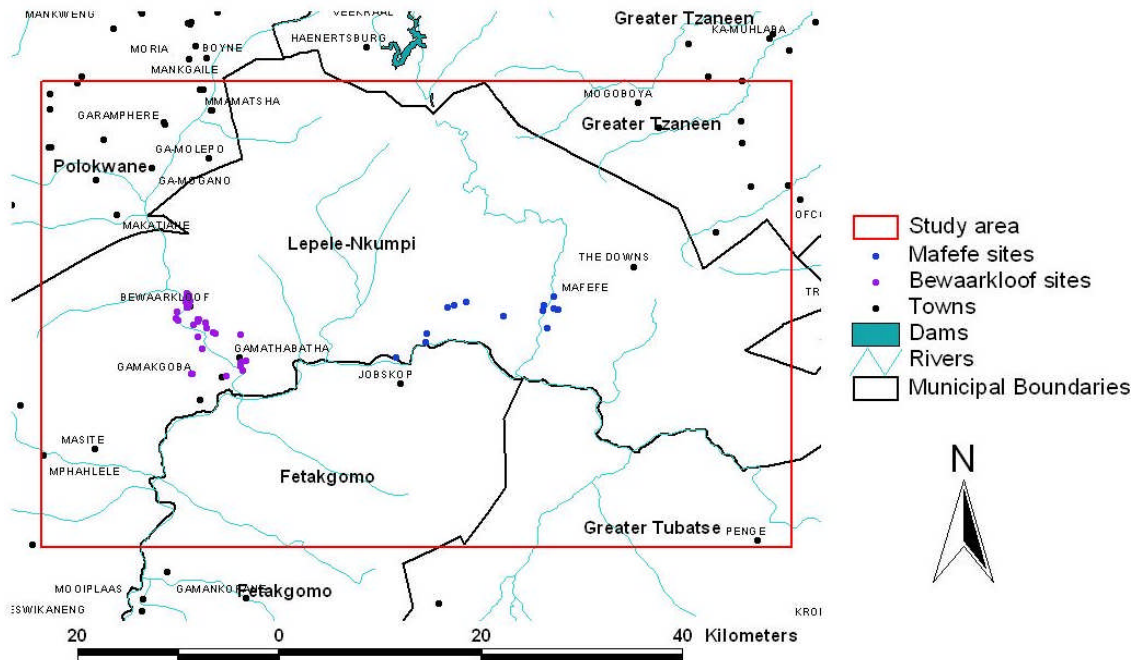 MANKWENG
VEEKRAAL
Greater Tzaneen
KA-MUHLABA
MORIA
BOYNE
HAENERTSBURG
MANKGAILE
MMAMATSHA
MOGOBOYA
GARAMPHERE
Greater Tzaneen
GA-MOLEPO
Polokwane
GA-MOGANO
MAKATIANE
Lepele-Nkumpi
THE DOWNS
BEWAARKLOOF
MAFEFE
GAMATHABATHA
GAMAKGOBA
JOBSKOP
MASITE
MPHAHLELE
Fetakgomo
Greater Tubatse
PENGE
MOOIPLAAS
Fetakgomo
ESWIKANENG
Study area
Mafefe sites
Bewaarkloof sites
Towns
Dams
Rivers
Municipal Boundaries
N
20 0 20 40 Kilometers